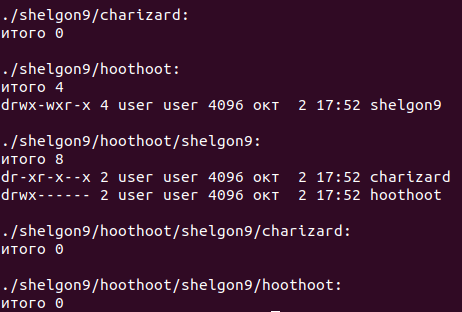 ./shelgon9/charizard:
итого 0

./shelgon9/hoothoot:
итого 4
drwx-wxr-x 4 user user 4096 окт  2 17:52 shelgon9

./shelgon9/hoothoot/shelgon9:
итого 8
dr-xr-x--x 2 user user 4096 окт  2 17:52 charizard
drwx------ 2 user user 4096 окт  2 17:52 hoothoot

./shelgon9/hoothoot/shelgon9/charizard:
итого 0

./shelgon9/hoothoot/shelgon9/hoothoot:
итого 0